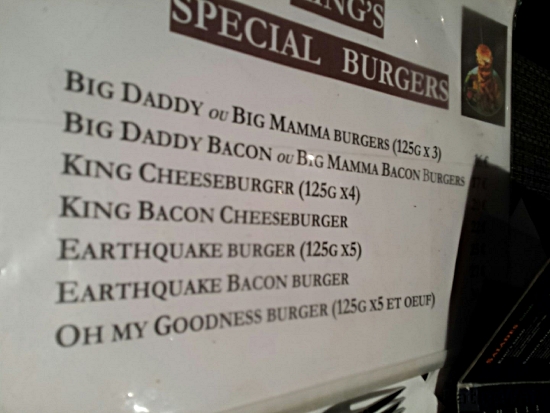 KING'S
SPECIAL BURGERS
BIG DADDY OU BIG MAMMA BURGERS (125G X 3)
BIG DADDY BACON OU BIG MAMMA BACON BURGERS
KING CHEESEBURGER (125G X4)
KING BACON CHEESEBURGER
EARTHQUAKE BURGER (125G X5)
EARTHQUAKE BACON BURGER
OH MY GOODNESS BURGER (125G X5 ET OEUF)
SALADES